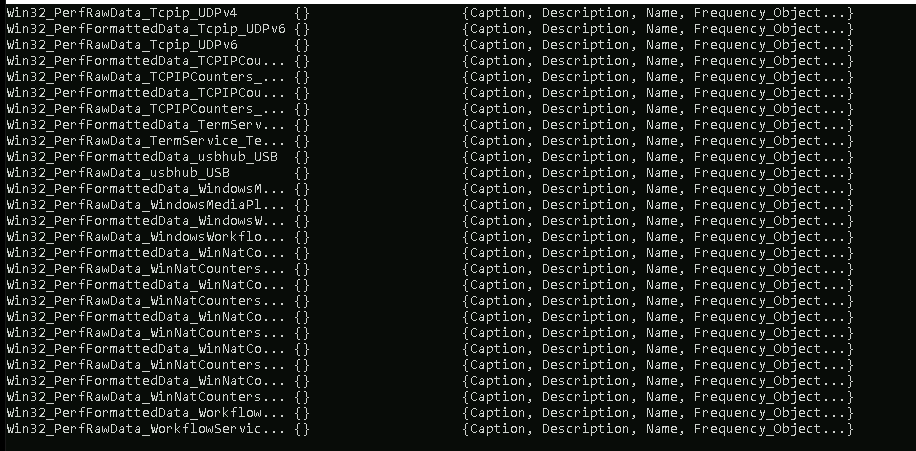 Win32_PerfRawData_Tcpip_UDPv4 {} {Caption, Description, Name, Frequency_Object...}
Win32_PerfFormattedData_Tcpip_UDPv6 {} {Caption, Description, Name, Frequency_Object...}
Win32_PerfRawData_Tcpip_UDPv6 {} {Caption, Description, Name, Frequency_Object...}
Win32_PerfFormattedData_TCPIPCou... {} {Caption, Description, Name, Frequency_Object...}
Win32_PerfRawData_TCPIPCounters_... {} {Caption, Description, Name, Frequency_Object...}
Win32_PerfFormattedData_TCPIPCou... {} {Caption, Description, Name, Frequency_Object...}
Win32_PerfRawData_TCPIPCounters_... {} {Caption, Description, Name, Frequency_Object...}
Win32_PerfFormattedData_TermServ... {} {Caption, Description, Name, Frequency_Object...}
Win32_PerfRawData_TermService_Te... {} {Caption, Description, Name, Frequency_Object...}
Win32_PerfFormattedData_usbhub_USB {} {Caption, Description, Name, Frequency_Object...}
Win32_PerfRawData_usbhub_USB {} {Caption, Description, Name, Frequency_Object...}
Win32_PerfFormattedData_WindowsM... {} {Caption, Description, Name, Frequency_Object...}
Win32_PerfRawData_WindowsMediaPl... {} {Caption, Description, Name, Frequency_Object...}
Win32_PerfFormattedData_WindowsW... {} {Caption, Description, Name, Frequency_Object...}
Win32_PerfRawData_WindowsWorkflo... {} {Caption, Description, Name, Frequency_Object...}
Win32_PerfFormattedData_WinNatCo... {} {Caption, Description, Name, Frequency_Object...}
Win32_PerfRawData_WinNatCounters... {} {Caption, Description, Name, Frequency_Object...}
Win32_PerfFormattedData_WinNatCo... {} {Caption, Description, Name, Frequency_Object...}
Win32_PerfRawData_WinNatCounters... {} {Caption, Description, Name, Frequency_Object...}
Win32_PerfFormattedData_WinNatCo... {} {Caption, Description, Name, Frequency_Object...}
Win32_PerfRawData_WinNatCounters... {} {Caption, Description, Name, Frequency_Object...}
Win32_PerfFormattedData_WinNatCo... {} {Caption, Description, Name, Frequency_Object...}
Win32_PerfRawData_WinNatCounters... {} {Caption, Description, Name, Frequency_Object...}
Win32_PerfFormattedData_WinNatCo... {} {Caption, Description, Name, Frequency_Object...}
Win32_PerfRawData_WinNatCounters... {} {Caption, Description, Name, Frequency_Object...}
Win32_PerfFormattedData_Workflow... {} {Caption, Description, Name, Frequency_Object...}
Win32_PerfRawData_WorkflowServic... {} {Caption, Description, Name, Frequency_Object...}